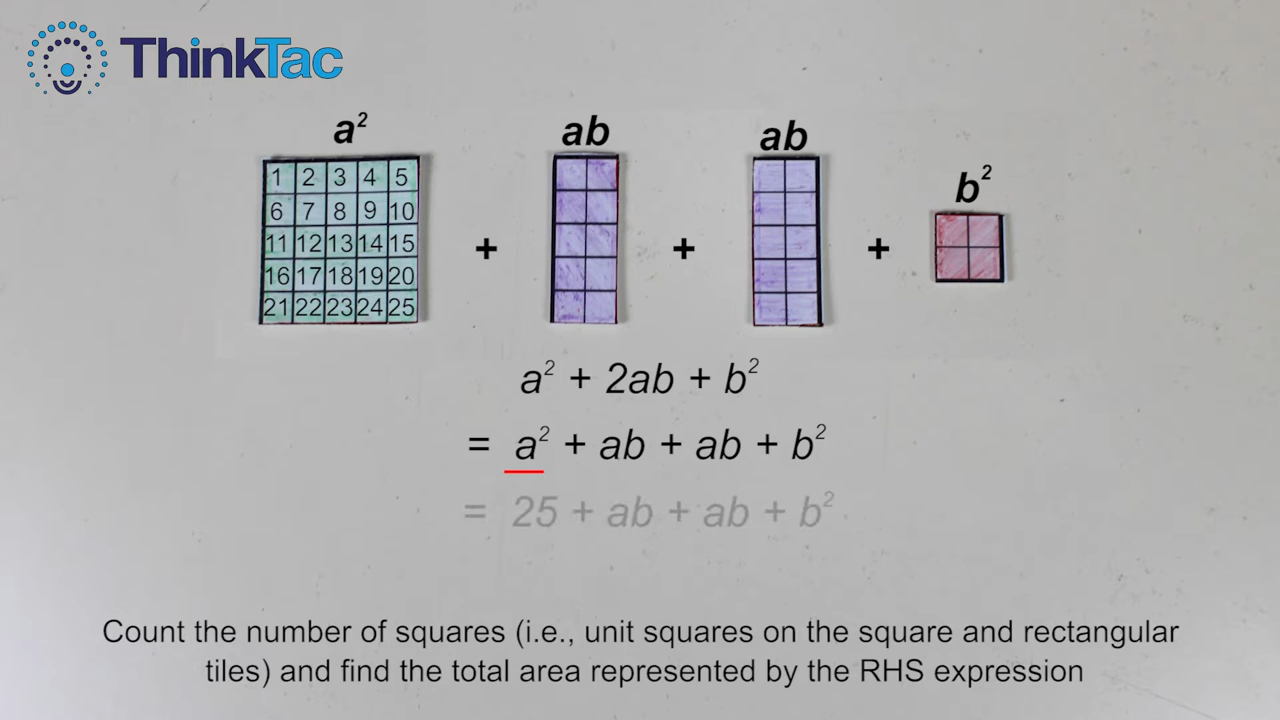 ThinkTac
a² ab ab b²
1 2 3 4 5
6 7 8 9 10
11 12 13 14 15
16 17 18 19 20
21 22 23 24 25
+ + +
a² + 2ab + b²
= a² + ab + ab + b²
= 25 + ab + ab + b²
Count the number of squares (i.e., unit squares on the square and rectangular
tiles) and find the total area represented by the RHS expression